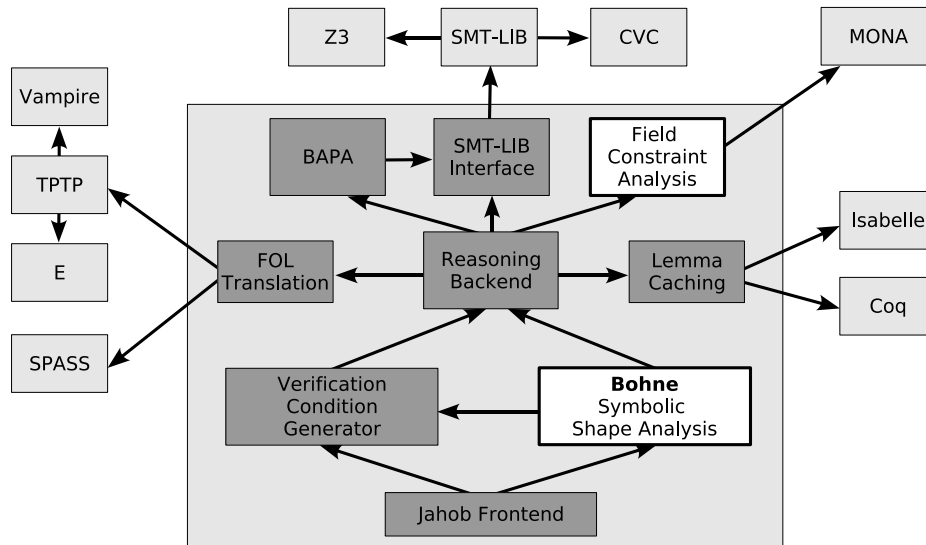 Z3
SMT-LIB
CVC
MONA
Vampire
TPTP
E
SPASS
BAPA
SMT-LIB
Interface
Field
Constraint
Analysis
FOL
Translation
Reasoning
Backend
Lemma
Caching
Isabelle
Coq
Verification
Condition
Generator
Bohne
Symbolic
Shape Analysis
Jahob Frontend